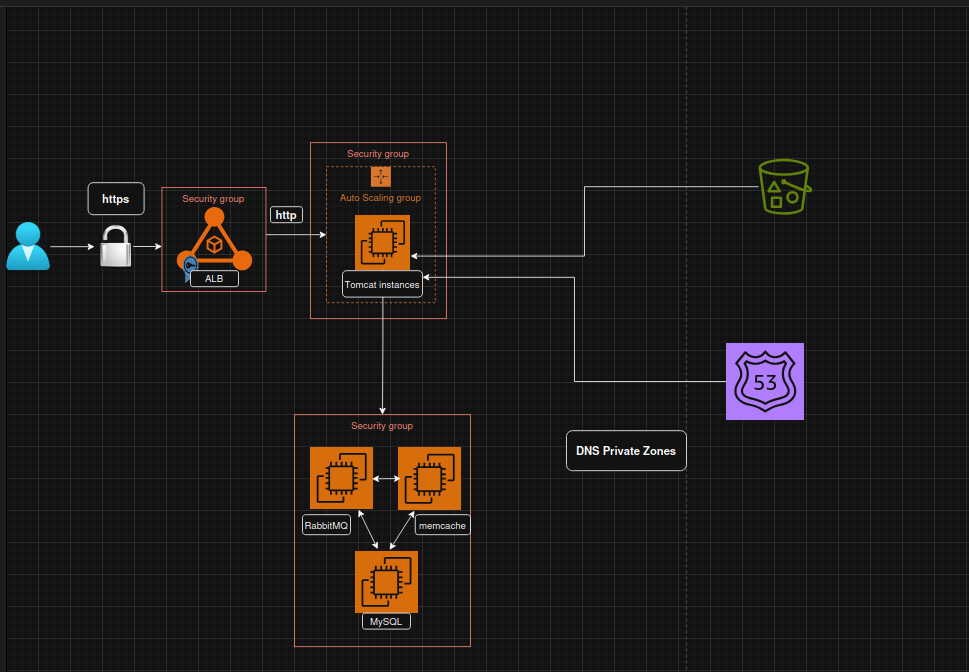 https
Security group
ALB
http
Security group
Auto Scaling group
Tomcat instances
53
DNS Private Zones
Security group
RabbitMQ
memcache
MySQL